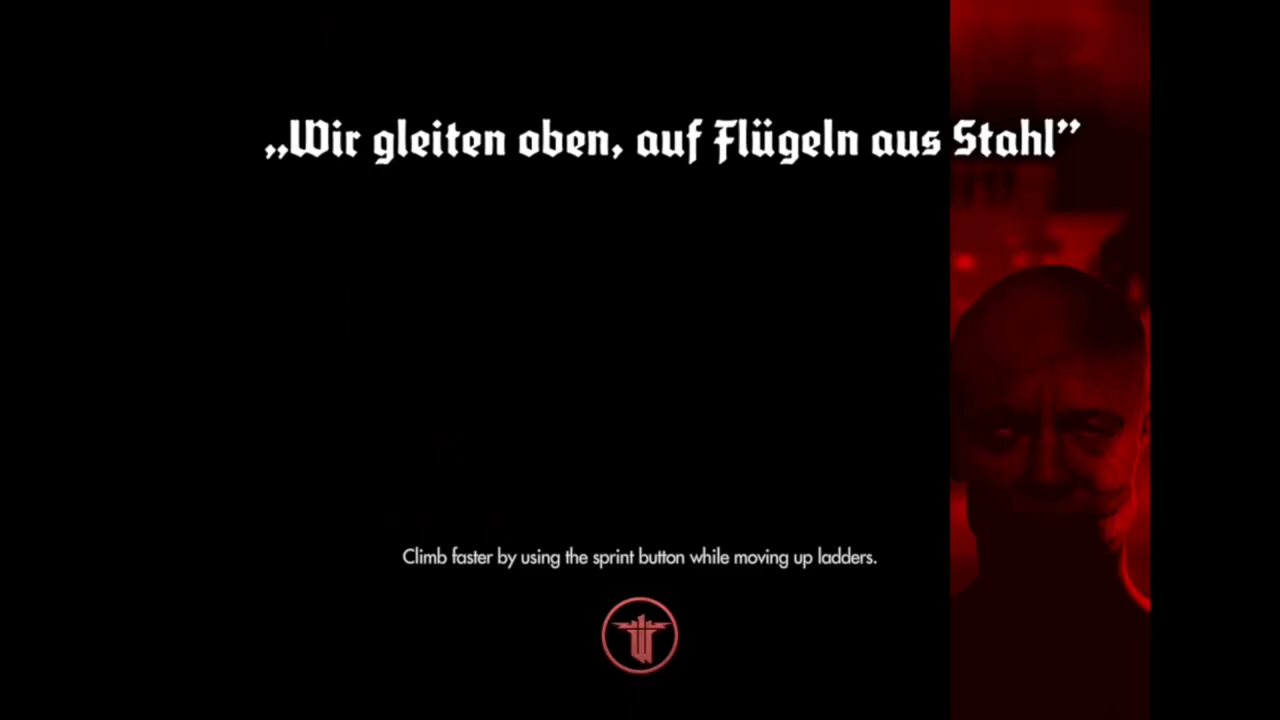 „Wir gleiten oben, auf Flügeln aus Stahl”
Climb faster by using the sprint button while moving up ladders.